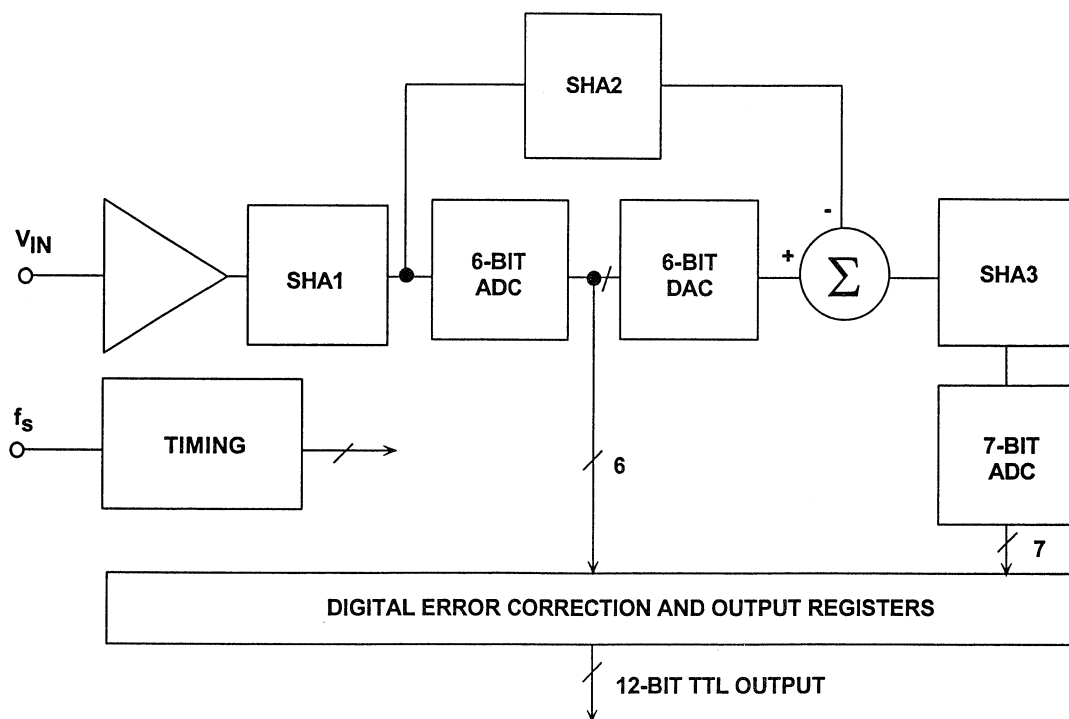 SHA2
VIN
SHA1
6-BIT
ADC
6-BIT
DAC
-
+
Σ
SHA3
fs
TIMING
6
7-BIT
ADC
7
DIGITAL ERROR CORRECTION AND OUTPUT REGISTERS
12-BIT TTL OUTPUT